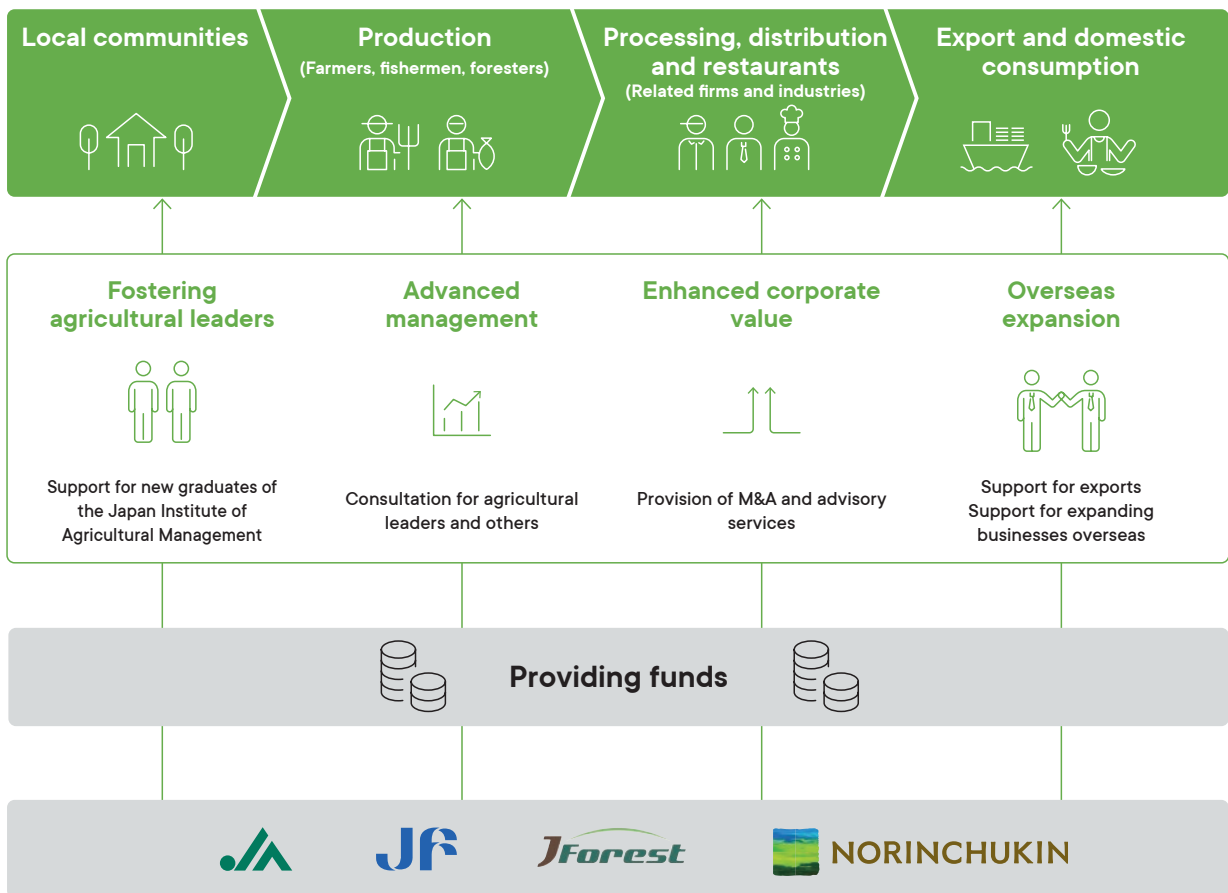 Local communities
Production
(Farmers, fishermen, foresters)
Processing, distribution
and restaurants
(Related firms and industries)
Export and domestic
consumption
Fostering
agricultural leaders
Support for new graduates of
the Japan Institute of
Agricultural Management
Advanced
management
Consultation for agricultural
leaders and others
Enhanced corporate
value
Provision of M&A and advisory
services
Overseas
expansion
Support for exports
Support for expanding
businesses overseas
Providing funds
JA
JF
JForest
NORINCHUKIN